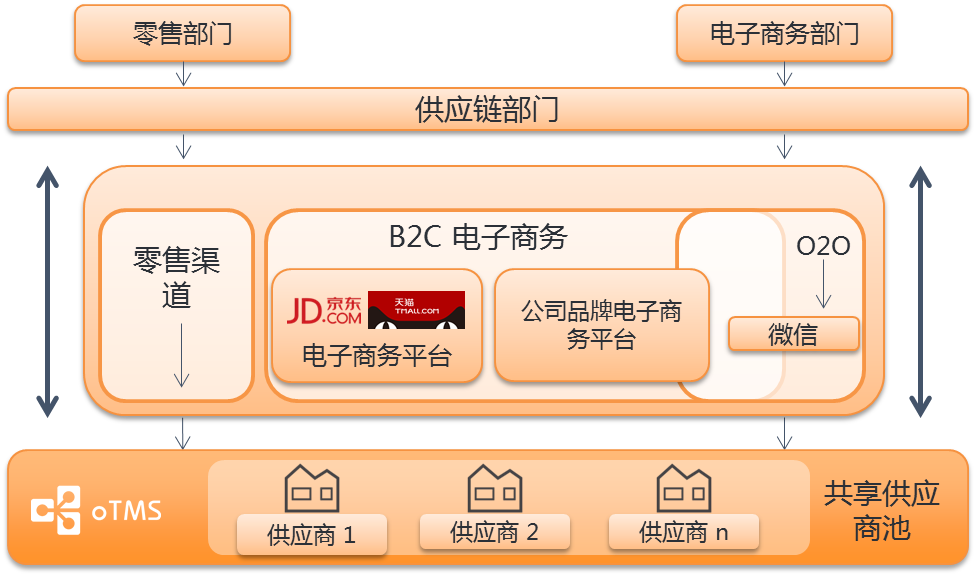 零售部门
电子商务部门
供应链部门
B2C 电子商务
零售渠
道
O2O
JD.京东
.COM
天猫
TMALL.COM
电子商务平台
公司品牌电子商
务平台
微信
oTMS
供应商 1
供应商 2
供应商 n
共享供应
商池